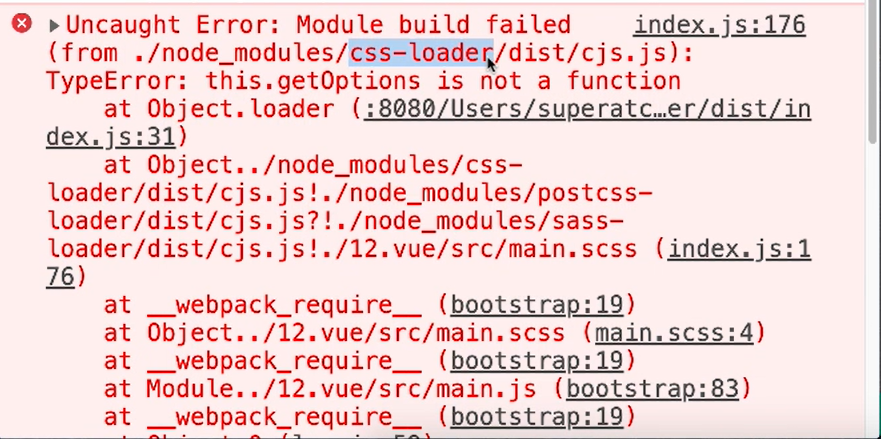 Uncaught Error: Module build failed index.js:176
(from ./node_modules/css-loader/dist/cjs.js):
TypeError: this.getOptions is not a function
at Object.loader (:8080/Users/superatc…er/dist/in
dex.js:31)
at Object../node_modules/css-
loader/dist/cjs.js!./node_modules/postcss-
loader/dist/cjs.js?!./node_modules/sass-
loader/dist/cjs.js!./12.vue/src/main.scss (index.js:1
76)
at __webpack_require__ (bootstrap:19)
at Object../12.vue/src/main.scss (main.scss:4)
at __webpack_require__ (bootstrap:19)
at Module../12.vue/src/main.js (bootstrap:83)
at __webpack_require__ (bootstrap:19)